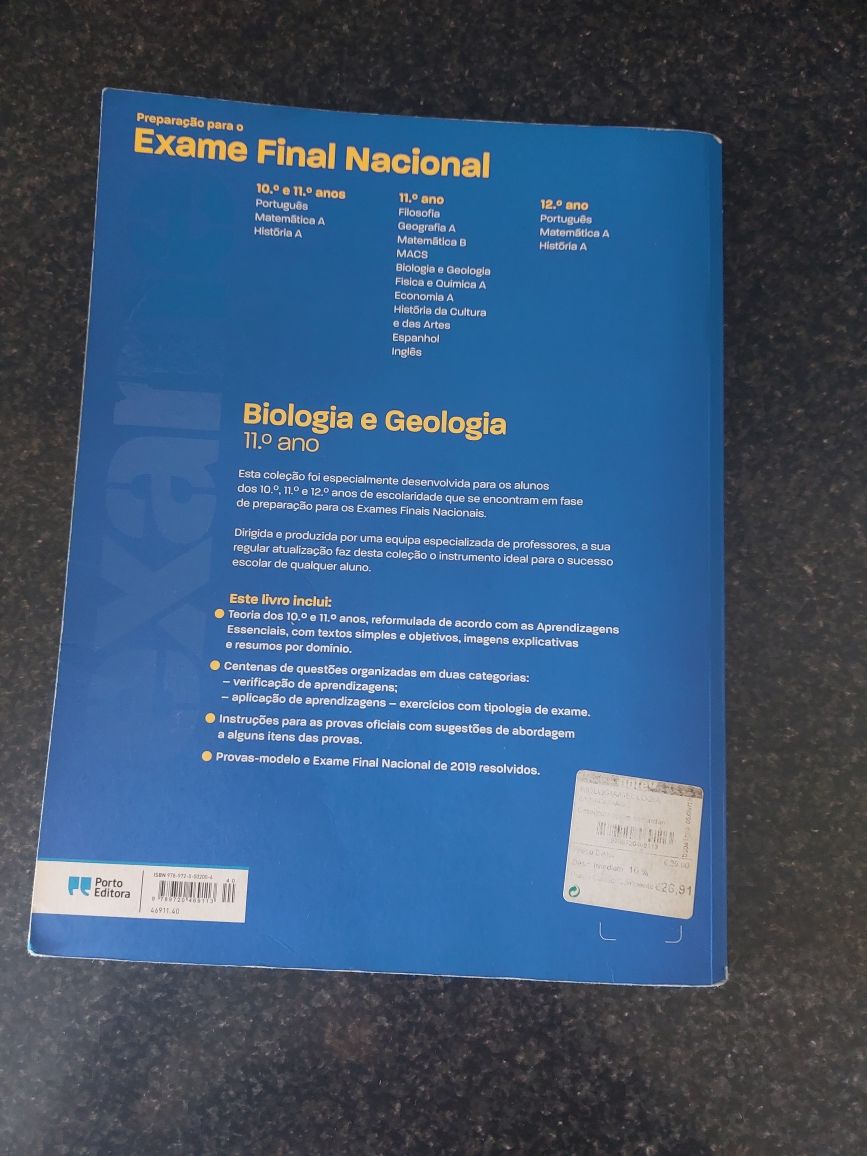 Preparação para o
Exame Final Nacional
10.º e 11.º anos
Português
Matemática A
História A
11.º ano
Filosofia
Geografia A
Matemática B
MACS
Biologia e Geologia
Física e Química A
Economia A
História da Cultura
e das Artes
Espanhol
Inglês
12.º ano
Português
Matemática A
História A
exame
Biologia e Geologia
11.º ano
Esta coleção foi especialmente desenvolvida para os alunos
dos 10.º, 11.º e 12.º anos de escolaridade que se encontram em fase
de preparação para os Exames Finais Nacionais.
Dirigida e produzida por uma equipa especializada de professores, a sua
regular atualização faz desta coleção o instrumento ideal para o sucesso
escolar de qualquer aluno.
Este livro inclui:
Teoria dos 10.º e 11.º anos, reformulada de acordo com as Aprendizagens
Essenciais, com textos simples e objetivos, imagens explicativas
e resumos por domínio.
Centenas de questões organizadas em duas categorias:
– verificação de aprendizagens;
– aplicação de aprendizagens – exercícios com tipologia de exame.
Instruções para as provas oficiais com sugestões de abordagem
a alguns itens das provas.
Provas-modelo e Exame Final Nacional de 2019 resolvidos.
10 %
€26,91
Porto
Editora
46911.40